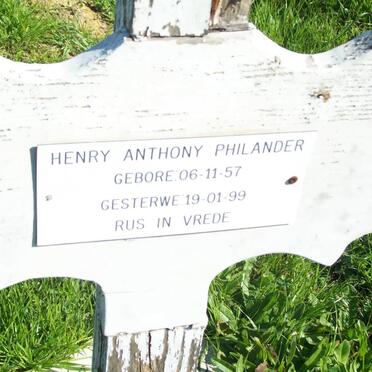 HENRY ANTHONY PHILANDER
GEBORE:06-11-57
GESTERWE:19-01-99
RUS IN VREDE